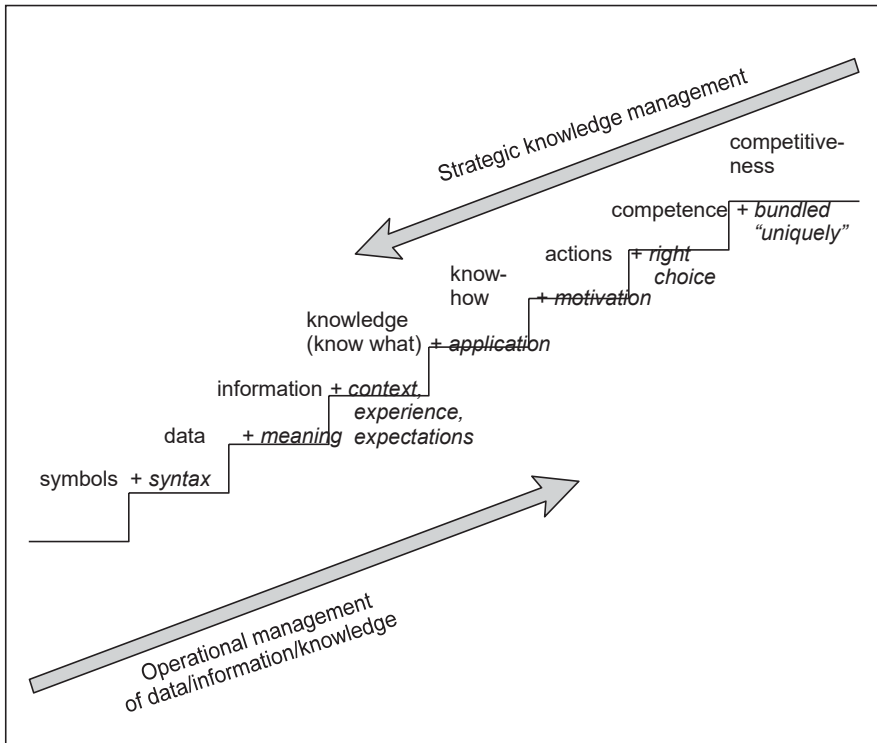 Strategic knowledge management
competitive-
ness
competence + bundled
"uniquely"
actions + right
choice
know-
how + motivation
knowledge
(know what) + application
information + context,
experience,
expectations
data + meaning
symbols + syntax
Operational management
of data/information/knowledge